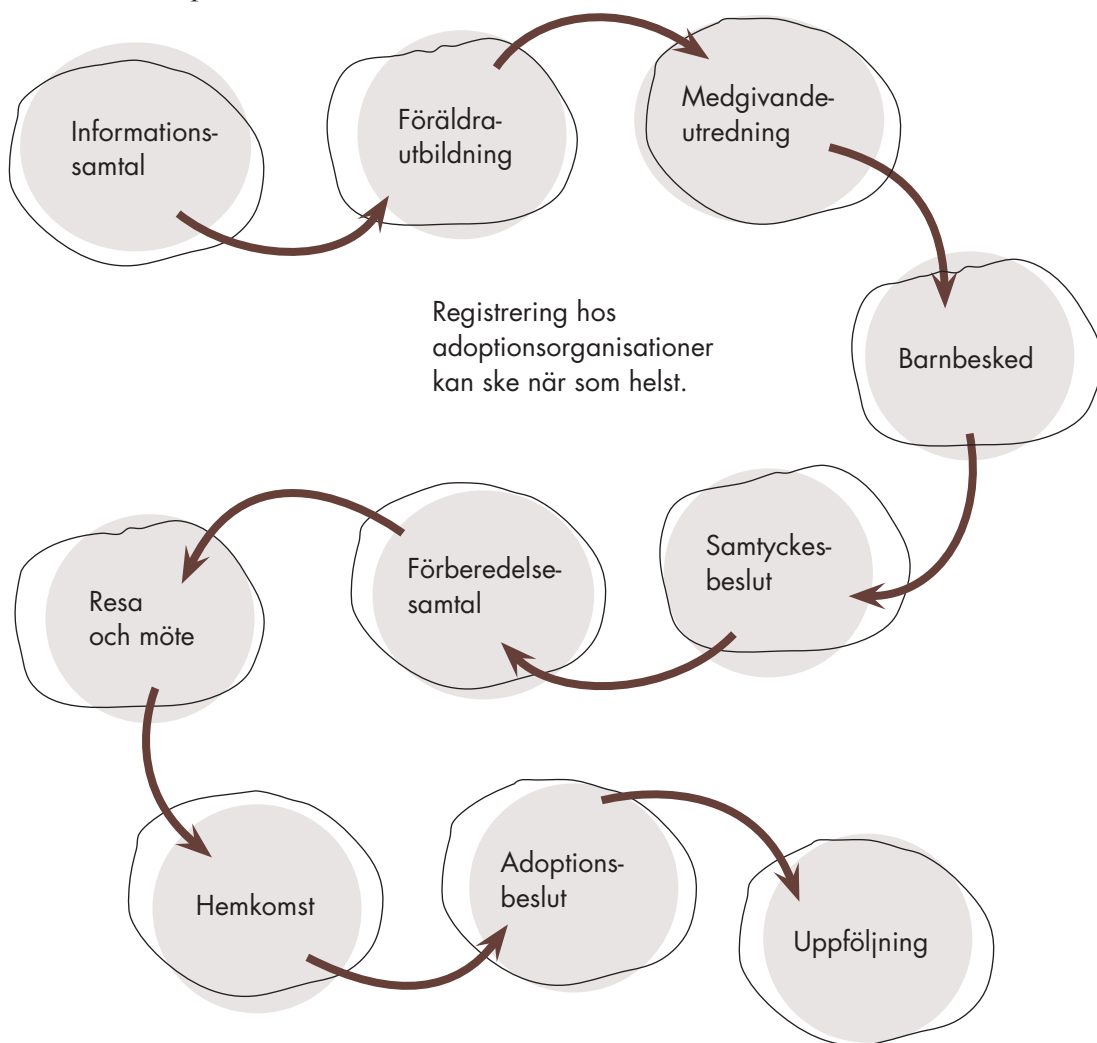 Informations-
samtal
Föräldra-
utbildning
Medgivande-
utredning
Registrering hos
adoptionsorganisationer
kan ske när som helst.
Barnbesked
Samtyckes-
beslut
Förberedelse-
samtal
Resa
och möte
Hemkomst
Adoptions-
beslut
Uppföljning